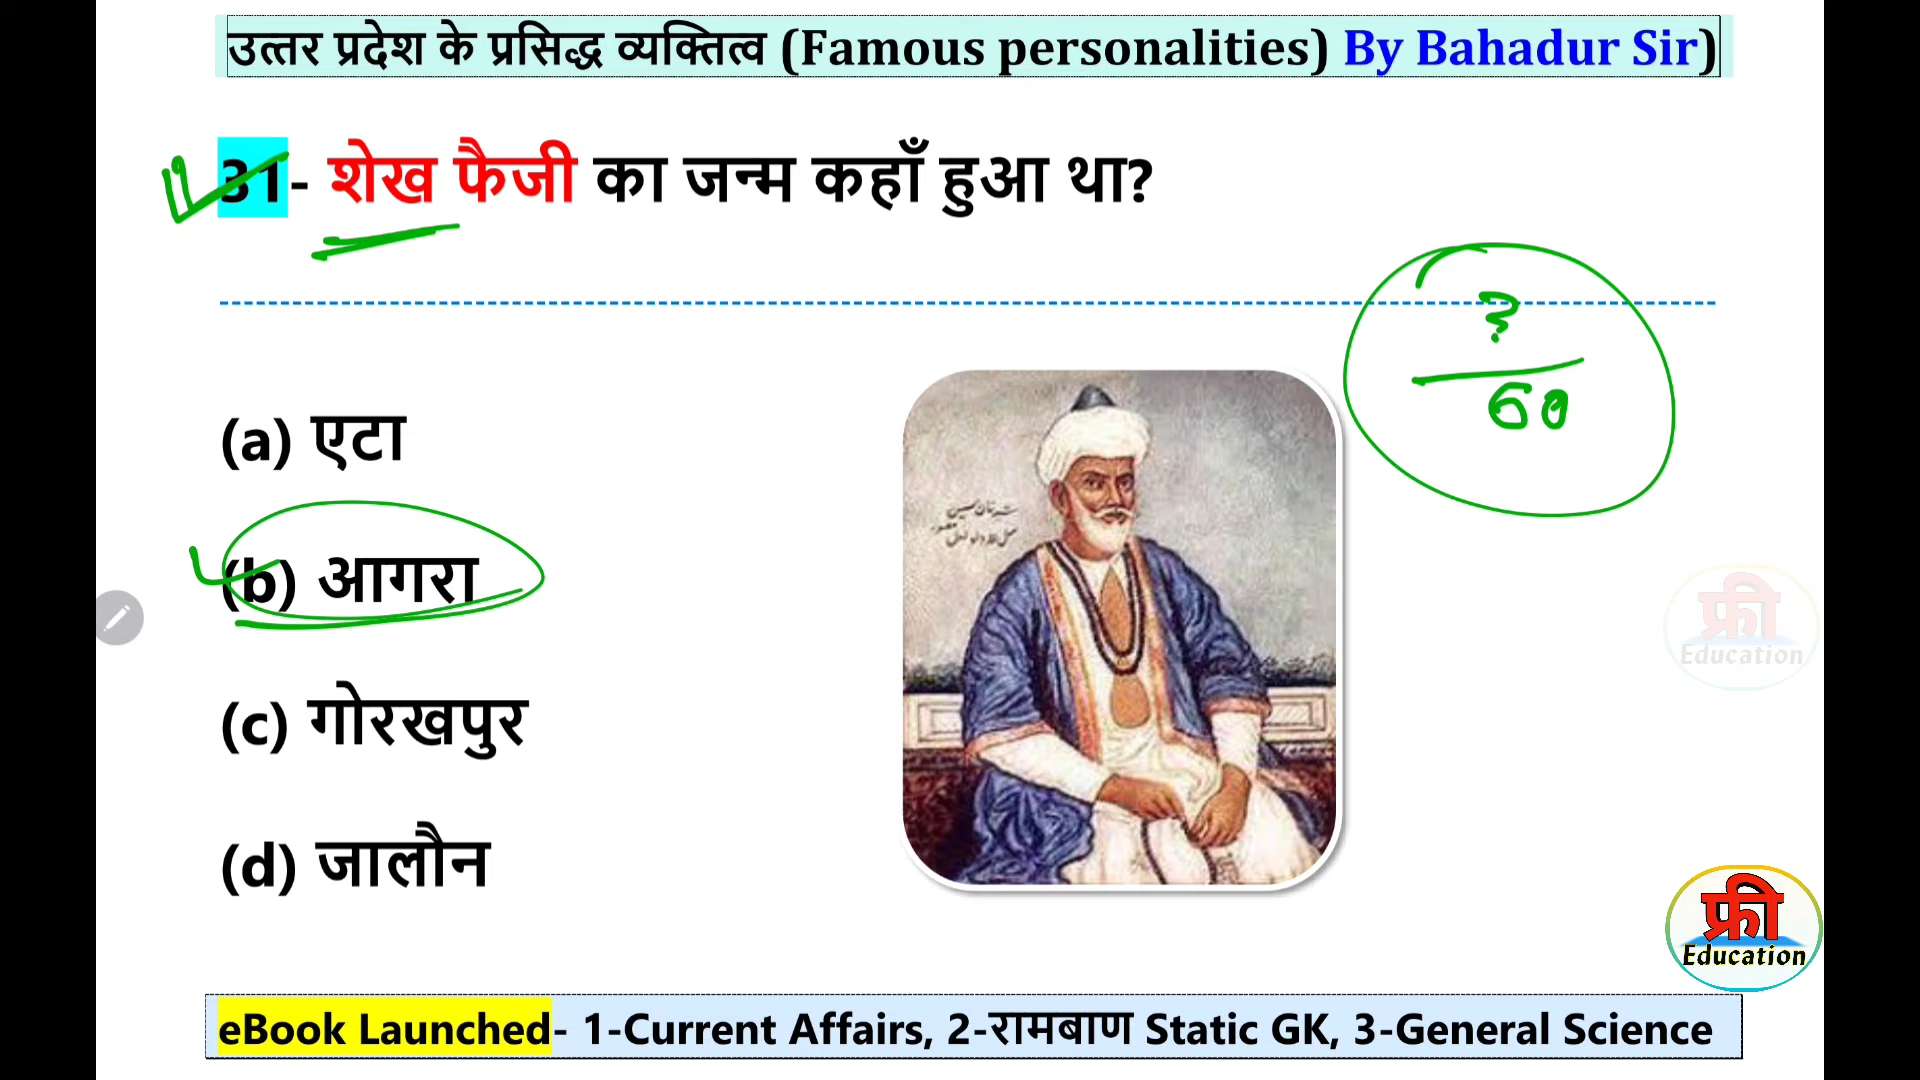 उत्तर प्रदेश के प्रसिद्ध व्यक्तित्व (Famous personalities) By Bahadur Sir)
31- शेख फैजी का जन्म कहाँ हुआ था?
?
60
(a) एटा
(b) आगरा
(c) गोरखपुर
(d) जालौन
फ्री
Education
फ्री
Education
eBook Launched- 1-Current Affairs, 2-रामबाण Static GK, 3-General Science